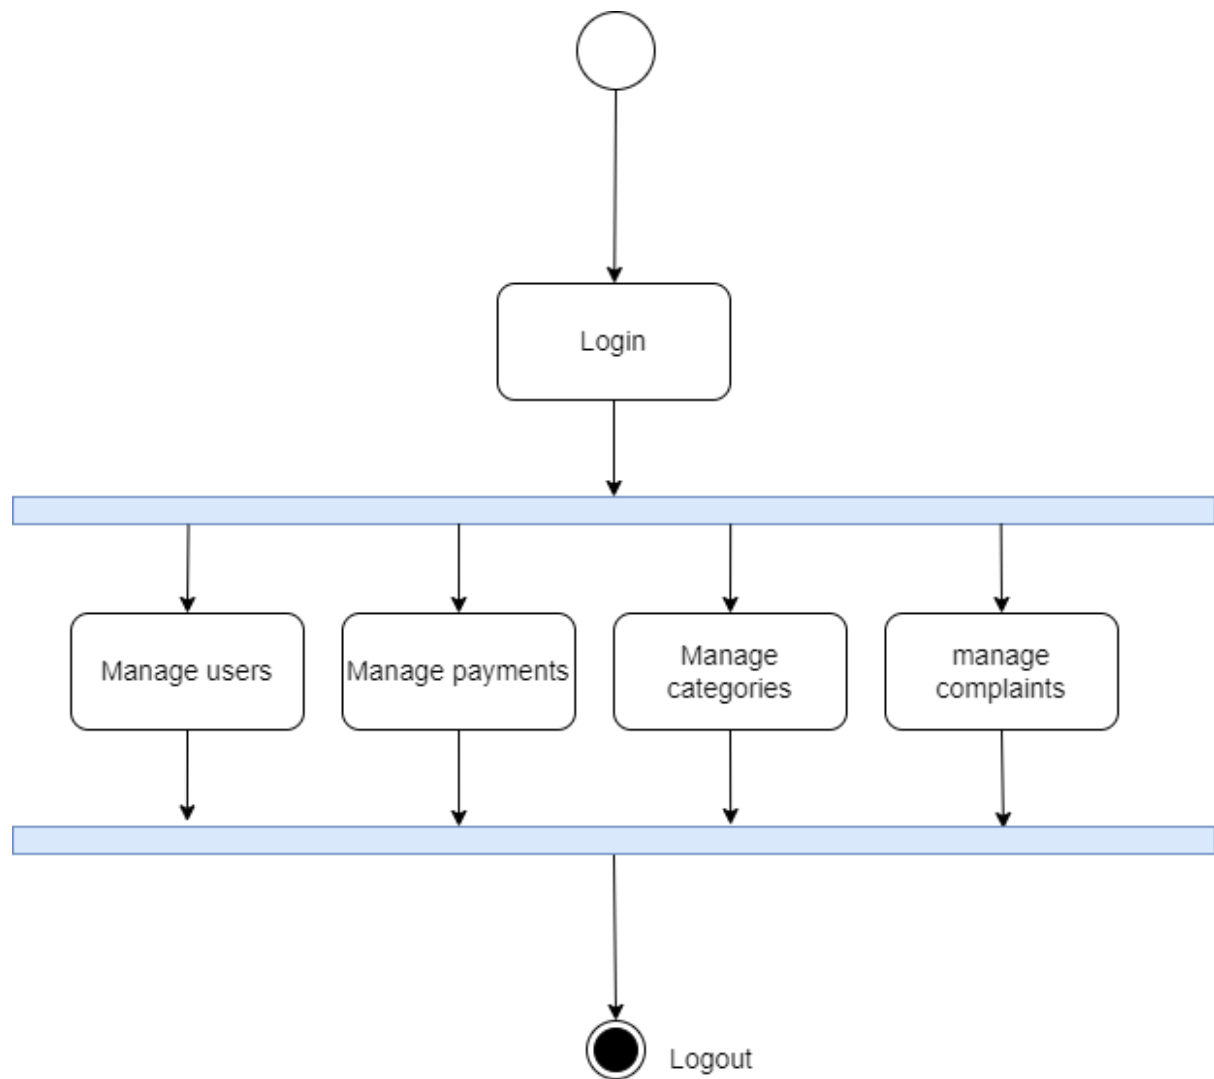 Login
Manage users
Manage payments
Manage
categories
manage
complaints
Logout